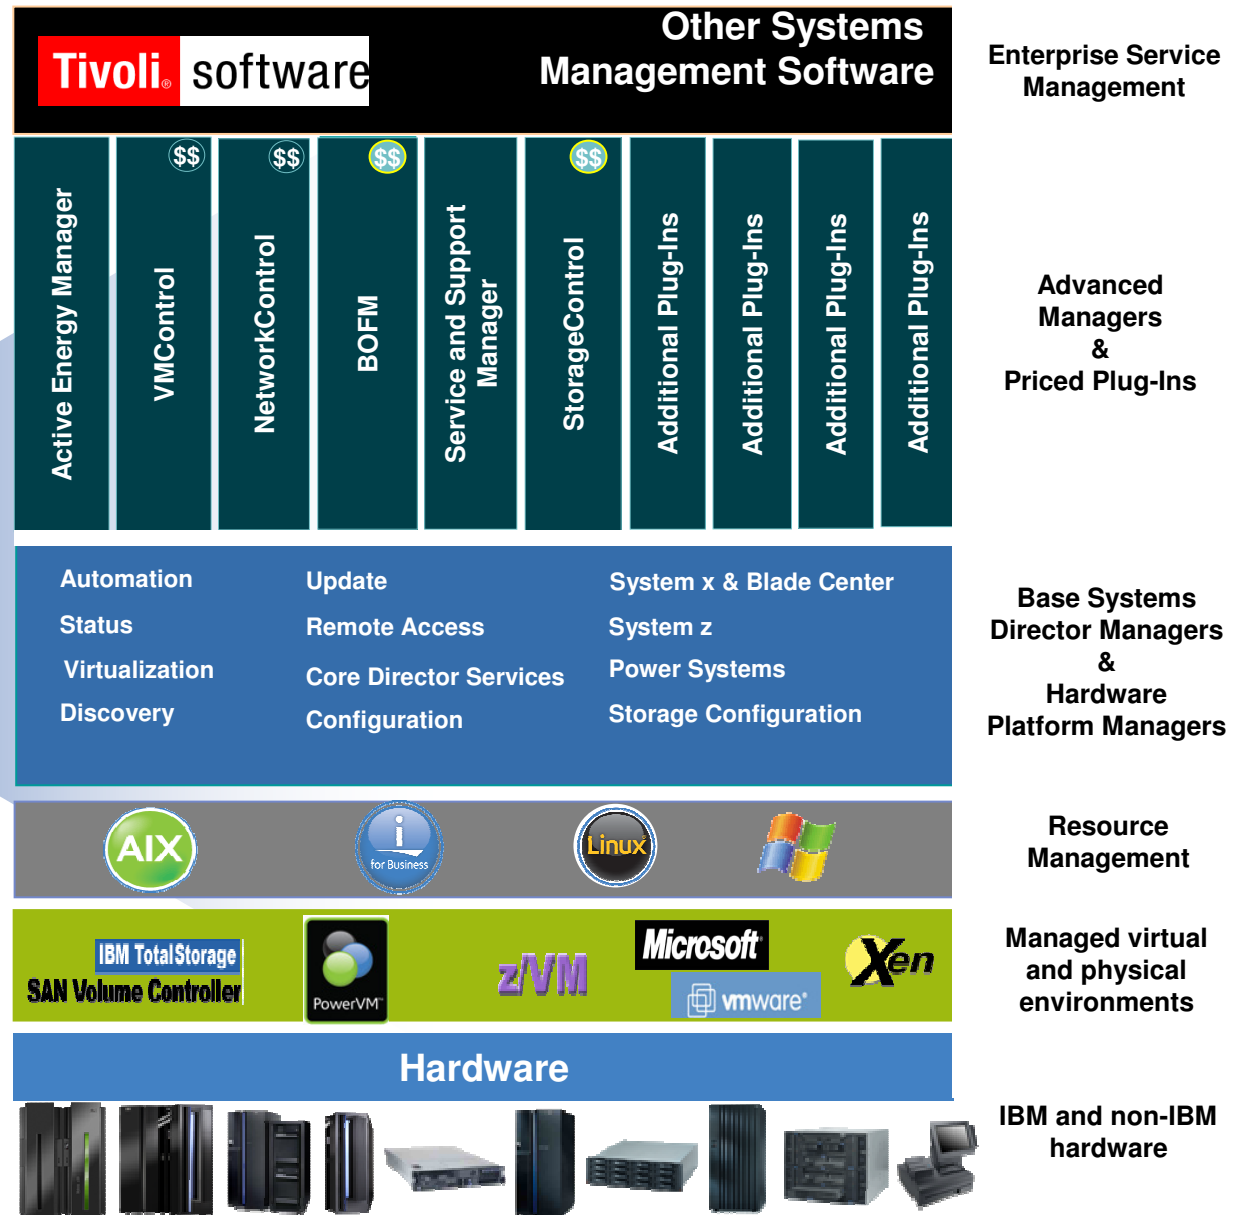 Tivoli® software
Other Systems
Management Software
Enterprise Service
Management
$$
$$
$$
$$
Active Energy Manager
VMControl
NetworkControl
BOFM
Service and Support
Manager
StorageControl
Additional Plug-Ins
Additional Plug-Ins
Additional Plug-Ins
Additional Plug-Ins
Advanced
Managers
&
Priced Plug-Ins
Automation
Status
Virtualization
Discovery
Update
Remote Access
Core Director Services
Configuration
System x & Blade Center
System z
Power Systems
Storage Configuration
Base Systems
Director Managers
&
Hardware
Platform Managers
AIX
i
for Business
Linux
Resource
Management
IBM TotalStorage
SAN Volume Controller
PowerVM™
z/VM
Microsoft
vmware®
Xen
Managed virtual
and physical
environments
Hardware
IBM and non-IBM
hardware